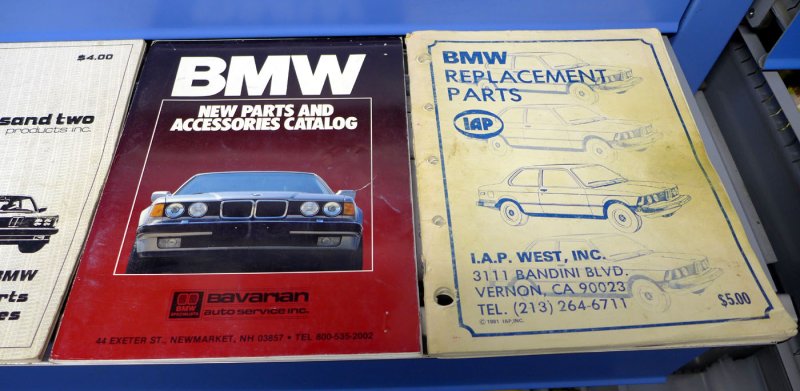 $4.00
sand two
products inc.
BMW
rts
es
BMW
NEW PARTS AND
ACCESSORIES CATALOG
BMW
SPECIALISTS
Bavarian
auto service inc.
44 EXETER ST., NEWMARKET, NH 03857 • TEL 800-535-2002
BMW
REPLACEMENT
PARTS
IAP
I.A.P. WEST, INC.
3111 BANDINI BLVD.
VERNON, CA 90023
TEL. (213) 264-6711
$5.00
© 1981 IAP, INC.